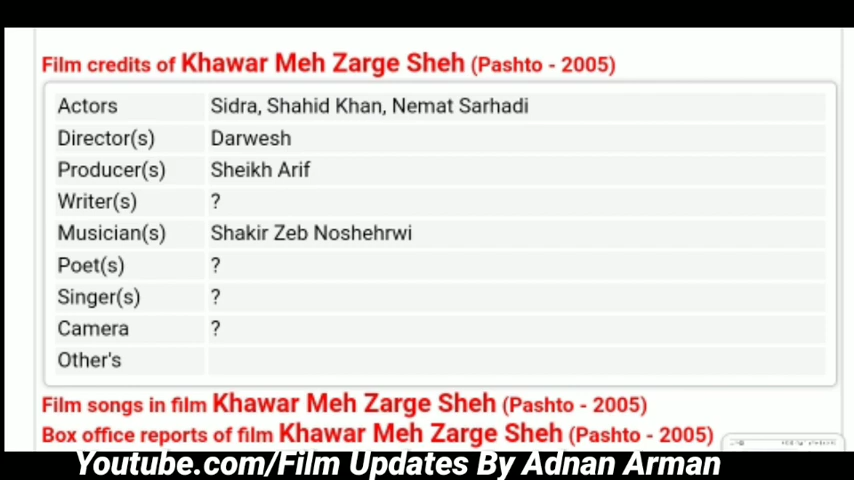 Film credits of Khawar Meh Zarge Sheh (Pashto - 2005)
Actors Sidra, Shahid Khan, Nemat Sarhadi
Director(s) Darwesh
Producer(s) Sheikh Arif
Writer(s) ?
Musician(s) Shakir Zeb Noshehrwi
Poet(s) ?
Singer(s) ?
Camera ?
Other's
Film songs in film Khawar Meh Zarge Sheh (Pashto - 2005)
Box office reports of film Khawar Meh Zarge Sheh (Pashto - 2005)
Youtube.com/Film Updates By Adnan Arman